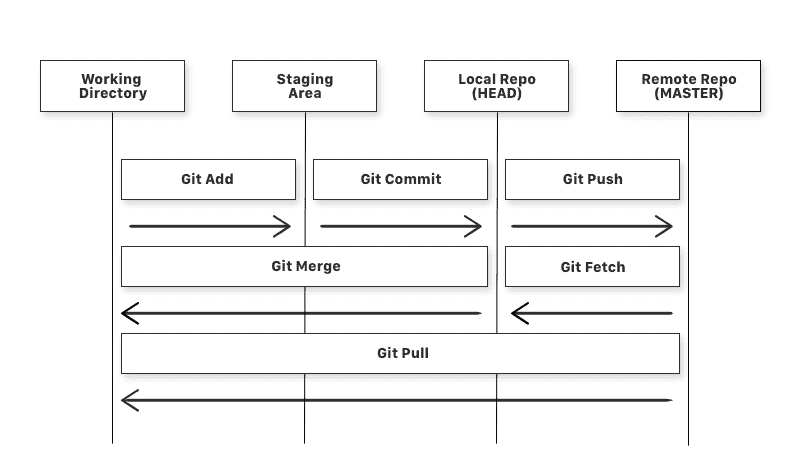 Working
Directory
Staging
Area
Local Repo
(HEAD)
Remote Repo
(MASTER)
Git Add
Git Commit
Git Push
Git Merge
Git Fetch
Git Pull